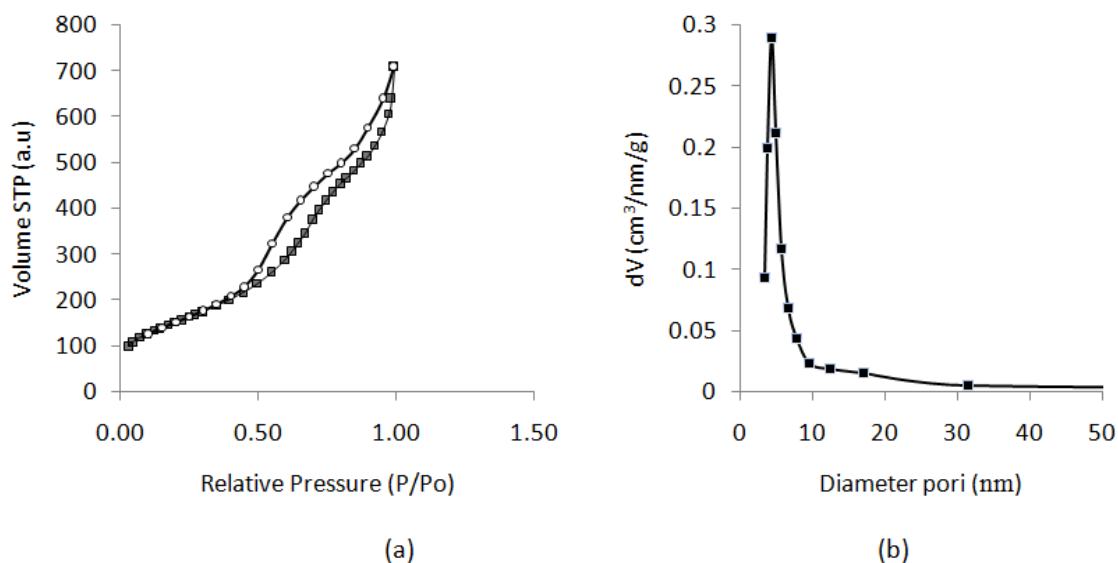 800
700
600
500
400
300
200
100
0
Volume STP (a.u)
0.00 0.50 1.00 1.50
Relative Pressure (P/Po)
(a)
0.3
0.25
0.2
0.15
0.1
0.05
0
dV (cm³/nm/g)
0 10 20 30 40 50
Diameter pori (nm)
(b)